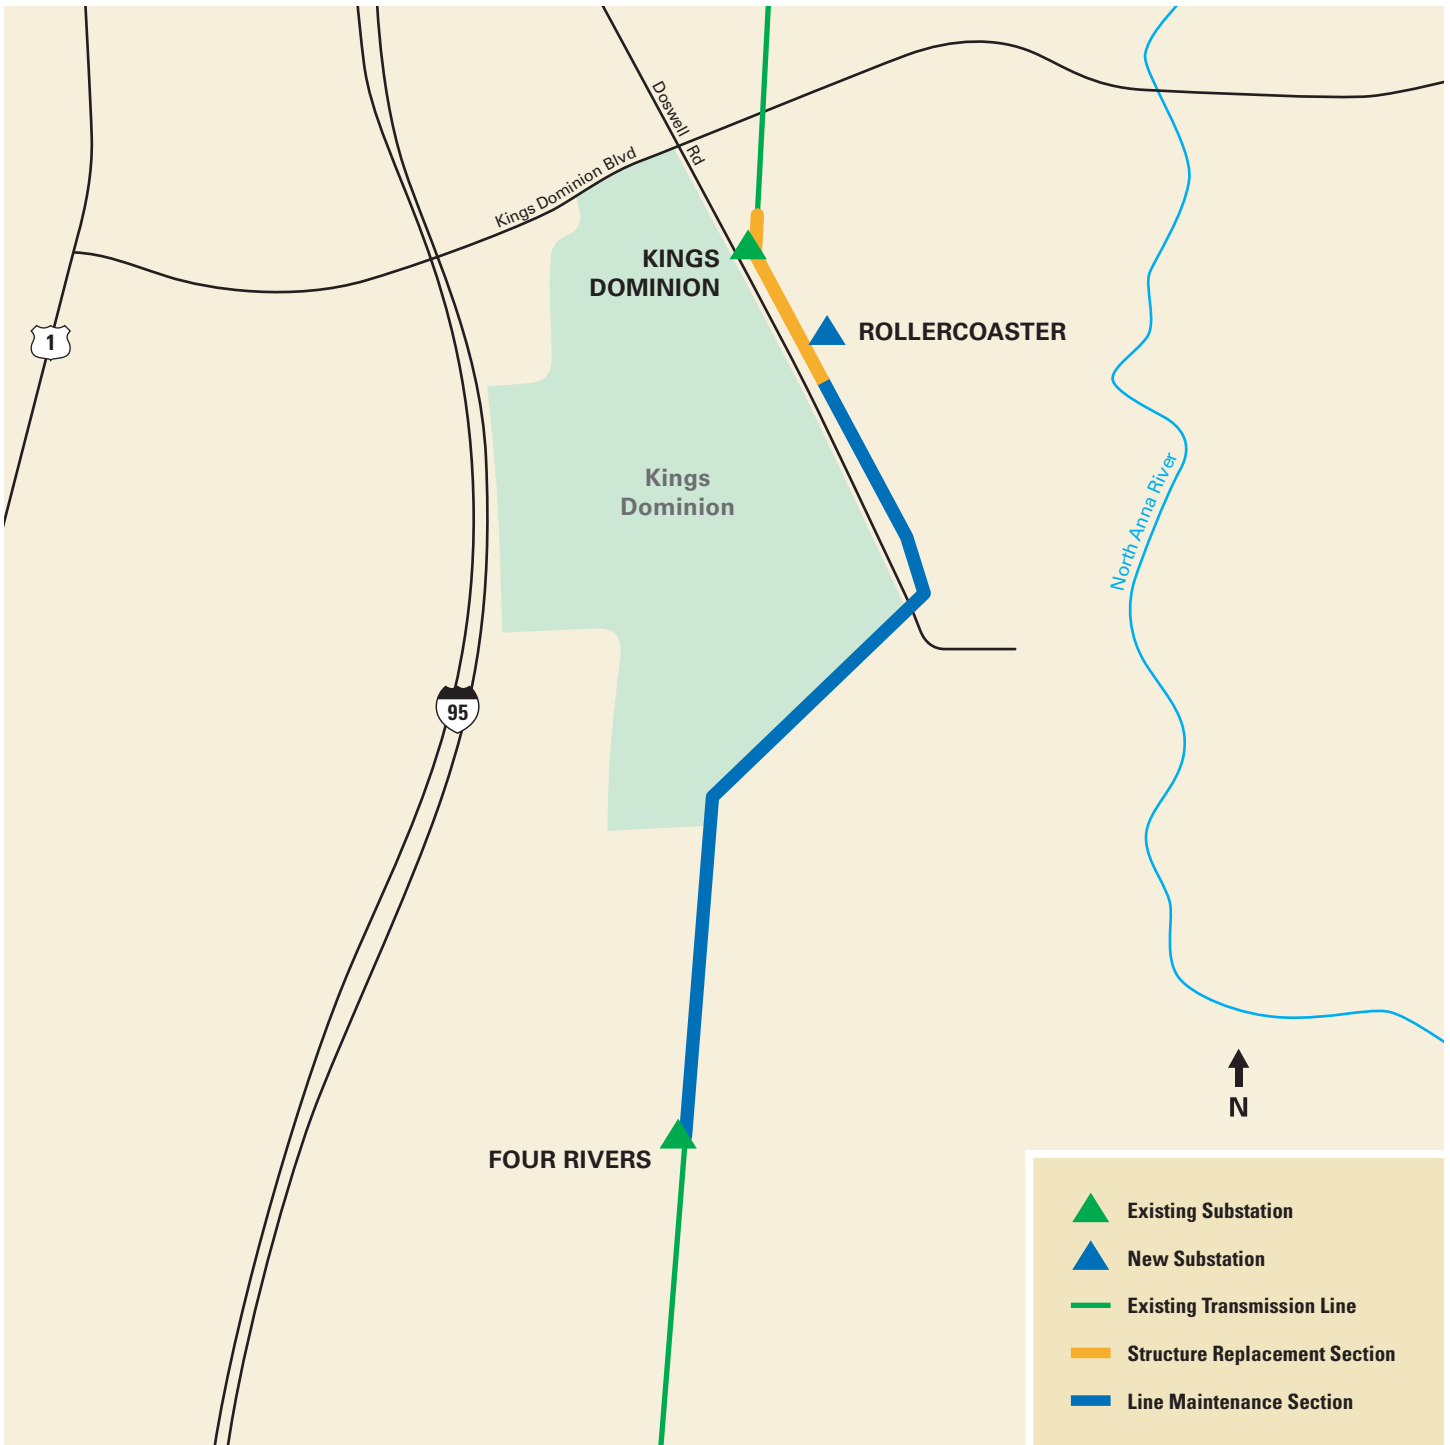 Doswell Rd
Kings Dominion Blvd
KINGS
DOMINION
ROLLERCOASTER
1
Kings
Dominion
North Anna River
95
N
FOUR RIVERS
Existing Substation
New Substation
Existing Transmission Line
Structure Replacement Section
Line Maintenance Section